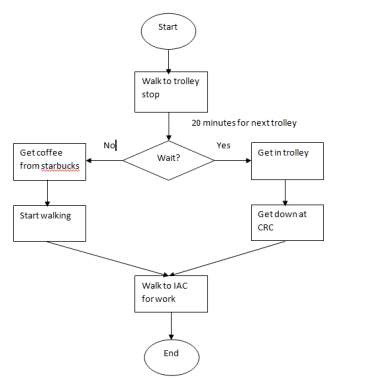 Start
Walk to trolley
stop
20 minutes for next trolley
No
Wait?
Yes
Get coffee
from starbucks
Get in trolley
Start walking
Get down at
CRC
Walk to IAC
for work
End